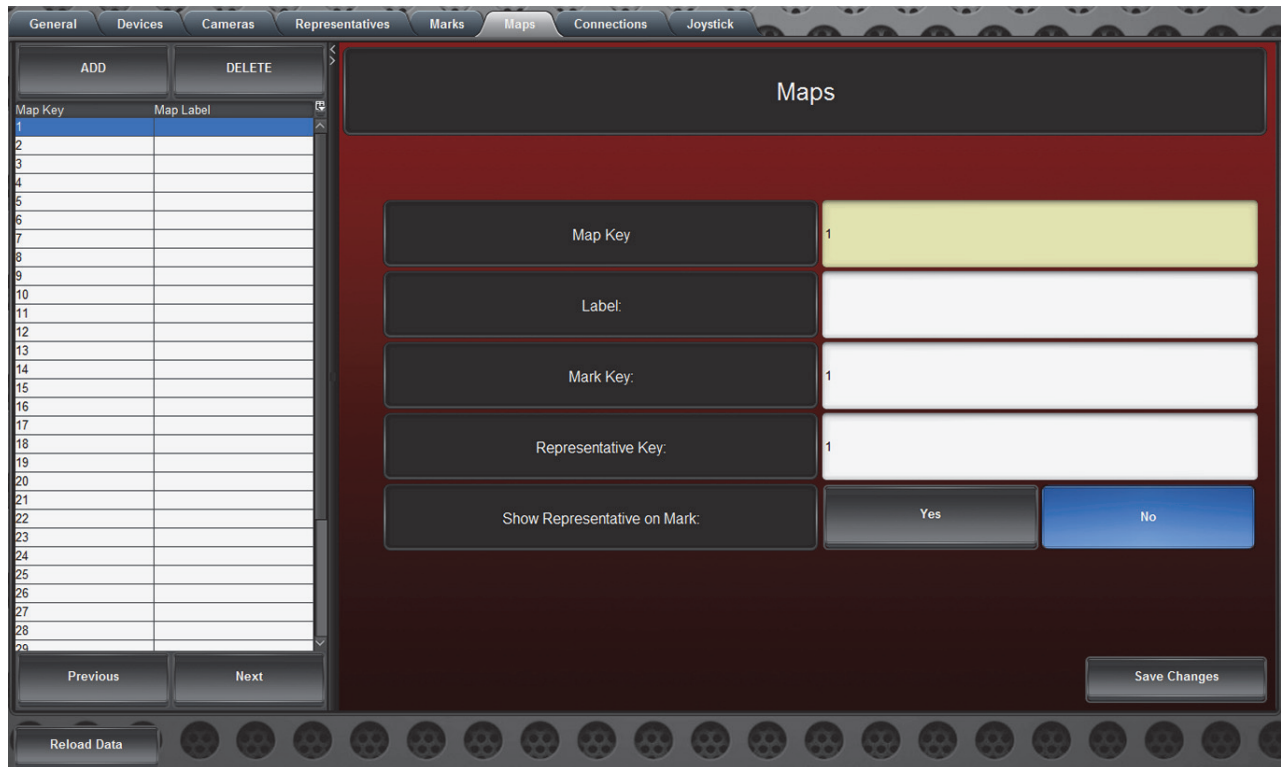 General Devices Cameras Representatives Marks Maps Connections Joystick
ADD DELETE
Map Key Map Label
1
2
3
4
5
6
7
8
9
10
11
12
13
14
15
16
17
18
19
20
21
22
23
24
25
26
27
28
29
Previous Next
Reload Data
Maps
Map Key 1
Label:
Mark Key: 1
Representative Key: 1
Show Representative on Mark: Yes No
Save Changes